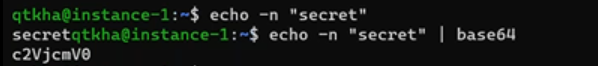 qtkha@instance-1:~$ echo -n "secret"
secretqtkha@instance-1:~$ echo -n "secret" | base64
c2VjcmV0